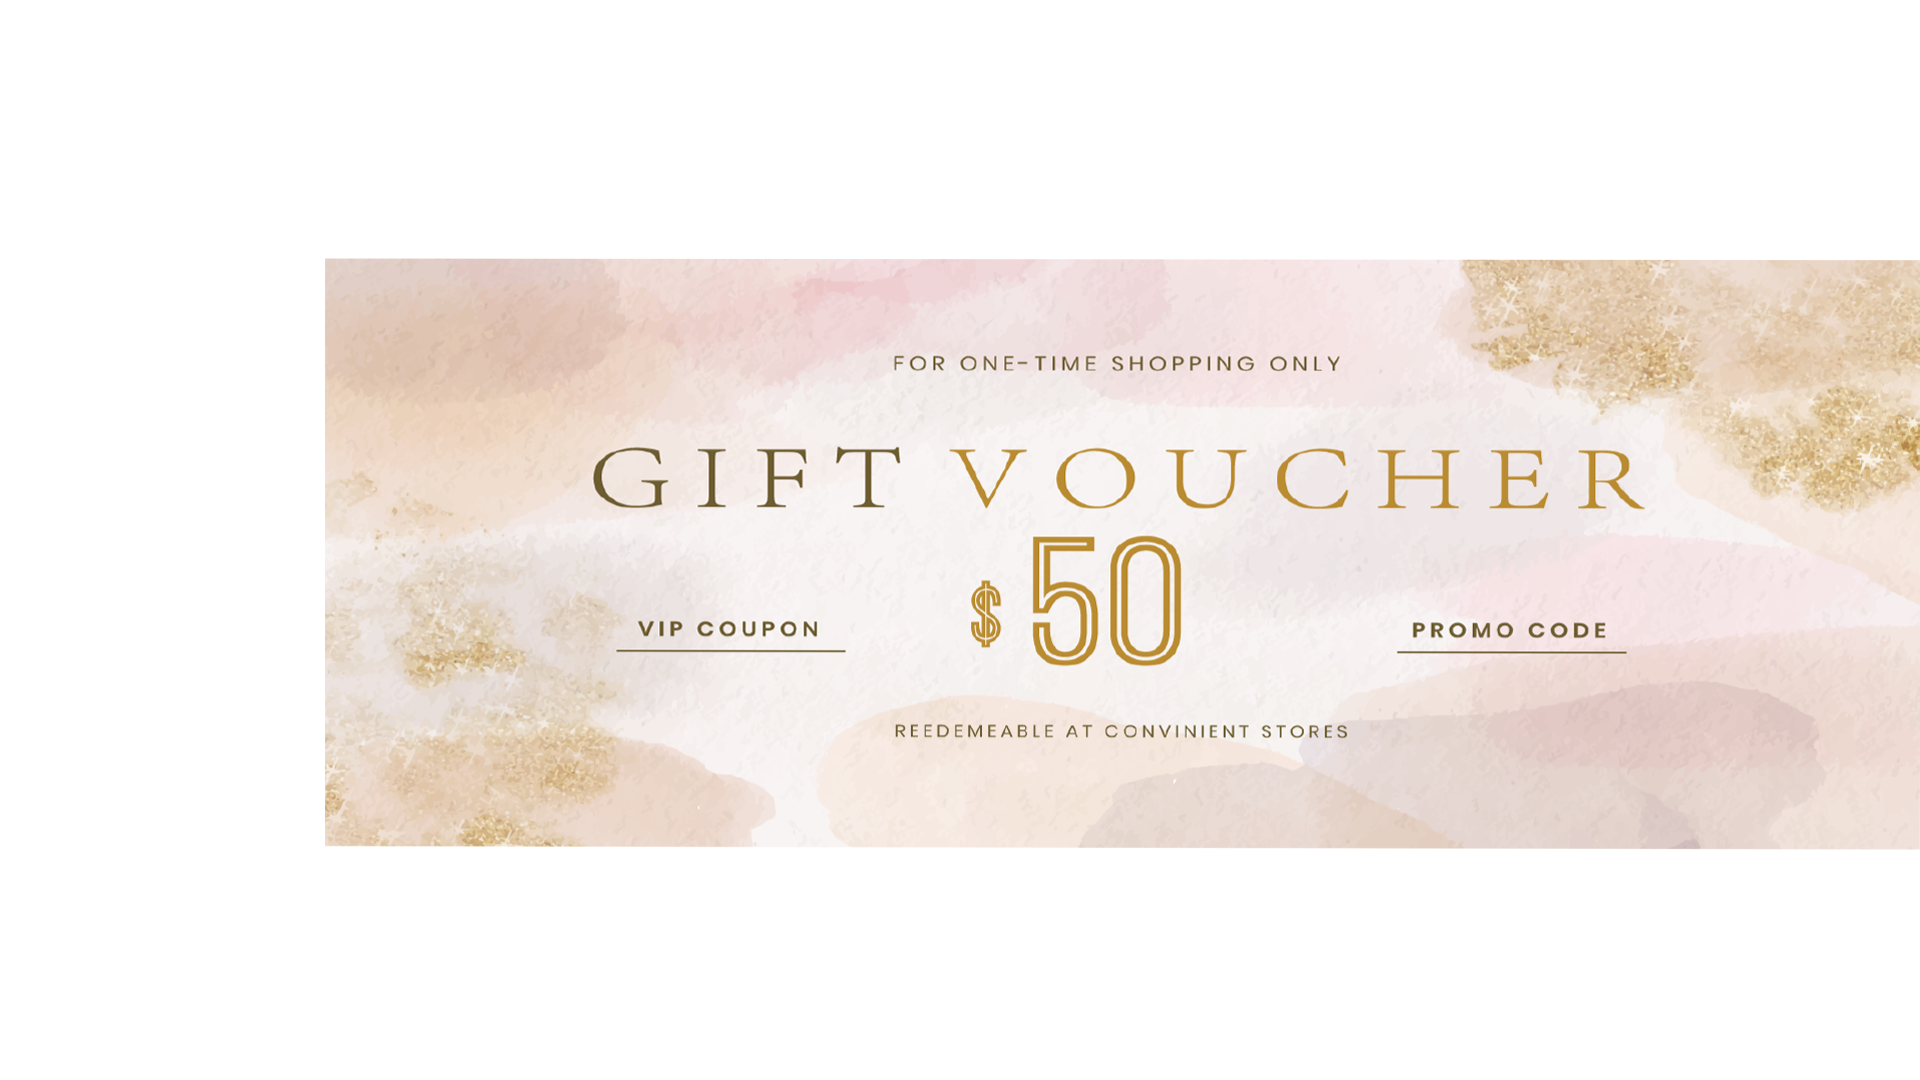 FOR ONE-TIME SHOPPING ONLY
GIFT VOUCHER
$50
VIP COUPON
PROMO CODE
REEDEMEABLE AT CONVINIENT STORES